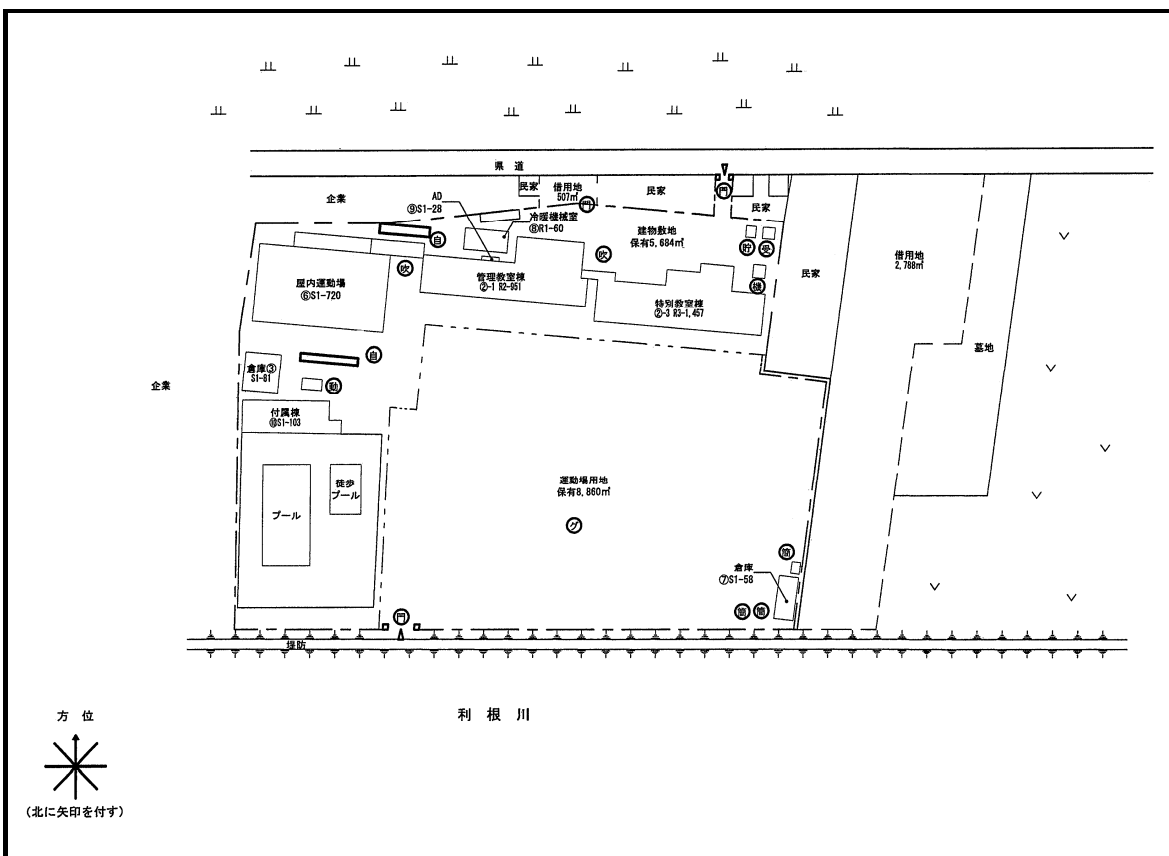 県 道
企業
民家
借用地
507㎡
門
民家
門
民家
AD
⑨S1-28
冷暖機械室
⑧R1-60
自
吹
屋内運動場
⑥S1-720
管理教室棟
②-1 R2-951
吹
建物敷地
保有5,684㎡
貯
受
機
特別教室棟
②-3 R3-1,457
民家
借用地
2,788㎡
墓地
企業
倉庫③
S1-81
自
動
付属棟
⑩S1-103
プール
徒歩
プール
運動場用地
保有8,860㎡
グ
倉庫
⑦S1-58
門
堤防
利 根 川
方 位
(北に矢印を付す)